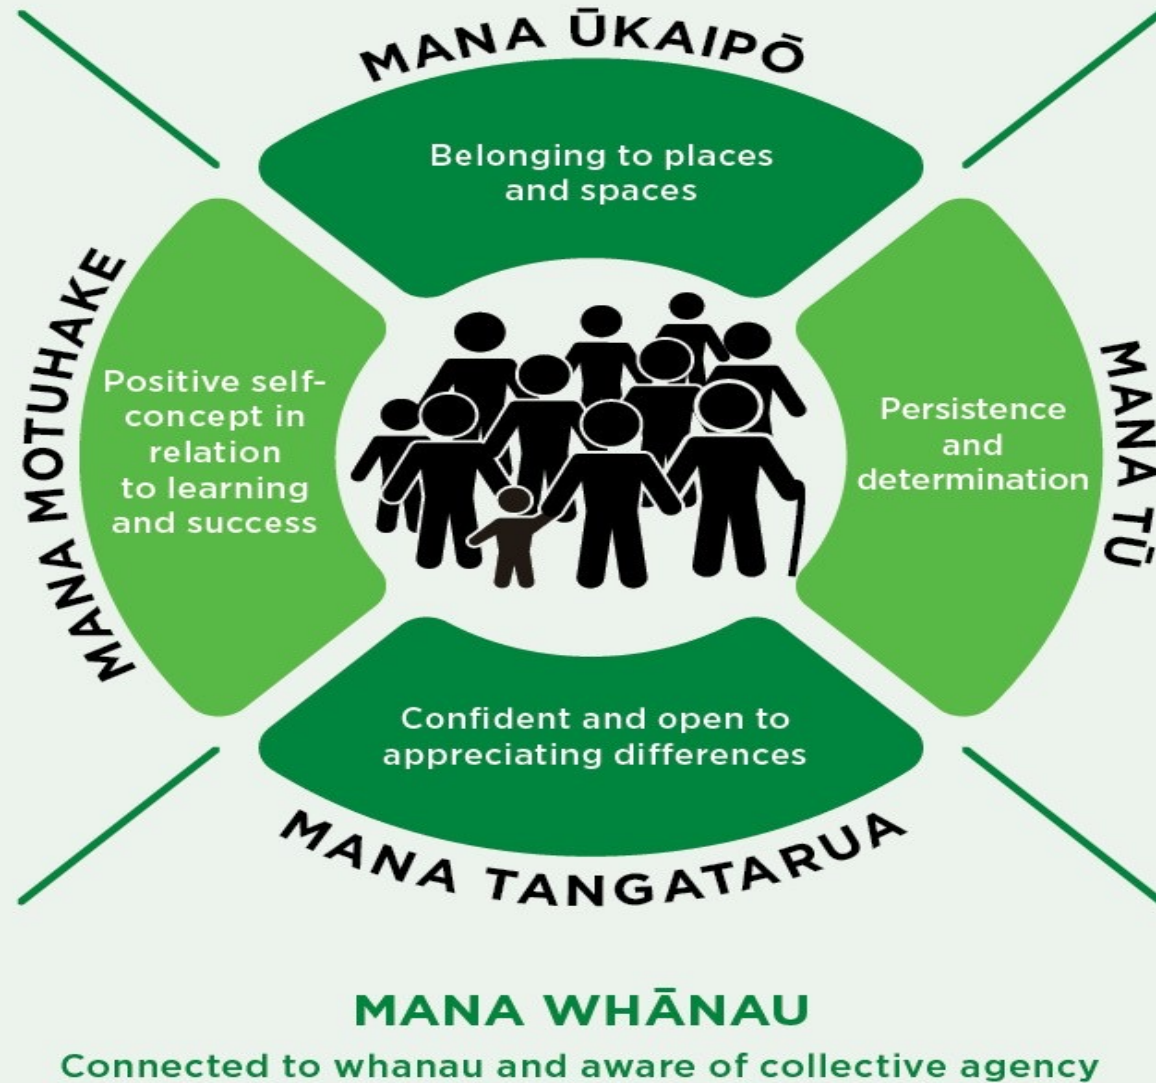 MANA ŪKAIPŌ
Belonging to places
and spaces
MANA MOTUHAKE
Positive self-
concept in
relation
to learning
and success
Persistence
and
determination
MANA TŪ
Confident and open to
appreciating differences
MANA TANGATARUA
MANA WHĀNAU
Connected to whanau and aware of collective agency